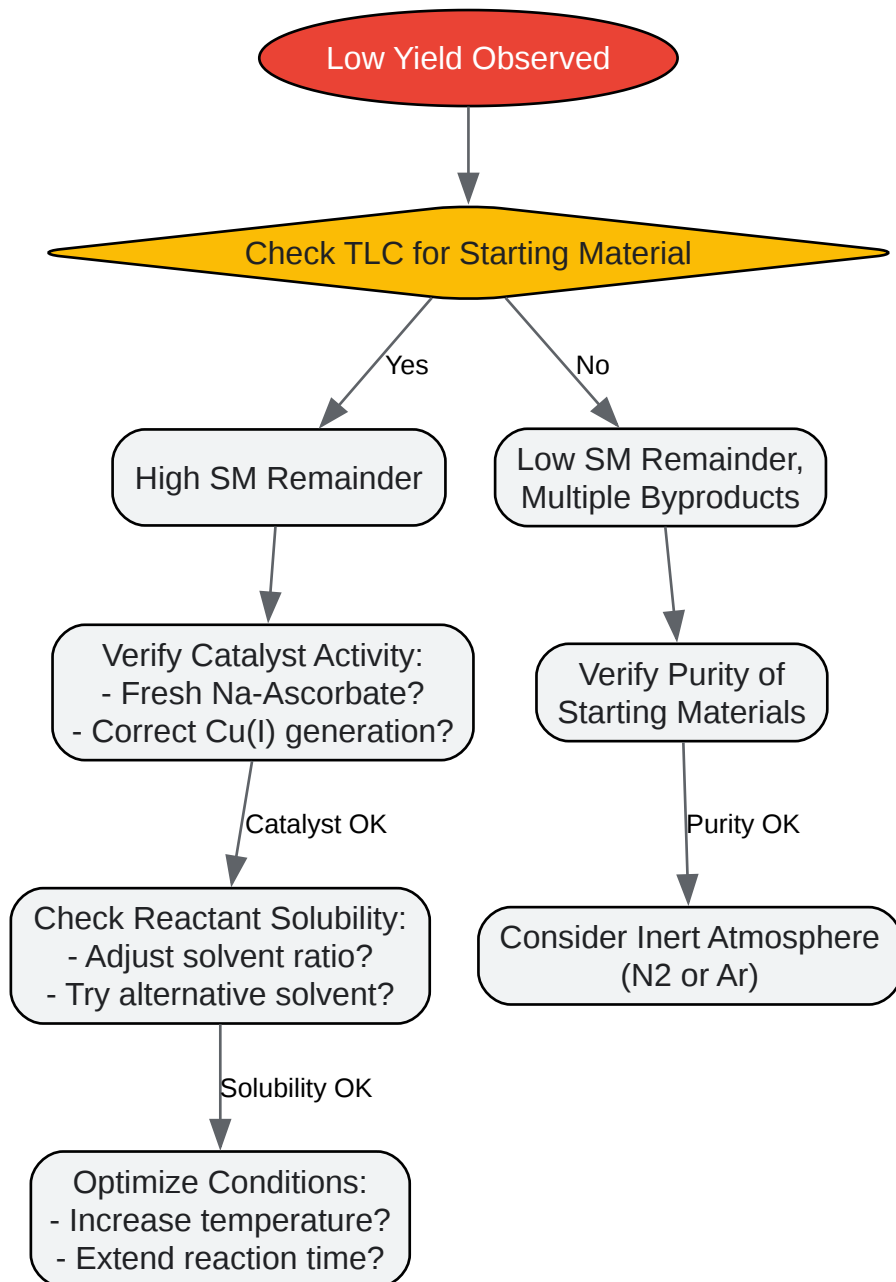 Low Yield Observed
Check TLC for Starting Material
Yes
No
High SM Remainder
Low SM Remainder,
Multiple Byproducts
Verify Catalyst Activity:
- Fresh Na-Ascorbate?
- Correct Cu(I) generation?
Verify Purity of
Starting Materials
Catalyst OK
Purity OK
Check Reactant Solubility:
- Adjust solvent ratio?
- Try alternative solvent?
Consider Inert Atmosphere
(N2 or Ar)
Solubility OK
Optimize Conditions:
- Increase temperature?
- Extend reaction time?